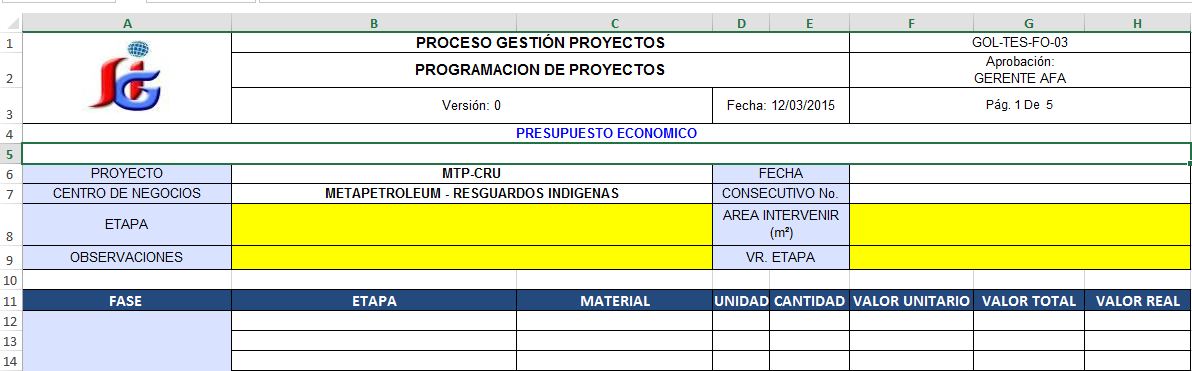 A B C D E F G H
1 PROCESO GESTIÓN PROYECTOS GOL-TES-FO-03
2 PROGRAMACION DE PROYECTOS Aprobación:
GERENTE AFA
3 Versión: 0 Fecha: 12/03/2015 Pág. 1 De 5
4 PRESUPUESTO ECONOMICO
5
6 PROYECTO MTP-CRU FECHA
7 CENTRO DE NEGOCIOS METAPETROLEUM - RESGUARDOS INDIGENAS CONSECUTIVO No.
8 ETAPA AREA INTERVENIR
(m²)
9 OBSERVACIONES VR. ETAPA
10
11 FASE ETAPA MATERIAL UNIDAD CANTIDAD VALOR UNITARIO VALOR TOTAL VALOR REAL
12
13
14